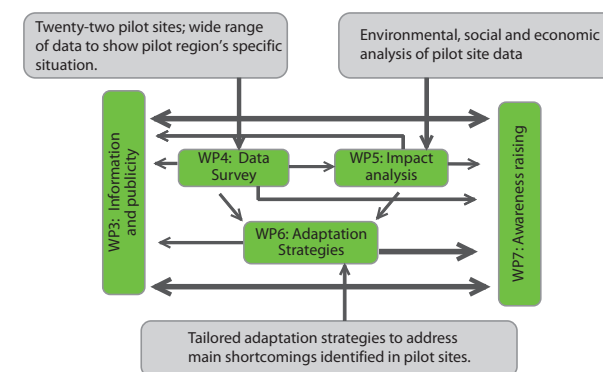 Twenty-two pilot sites; wide range
of data to show pilot region's specific
situation.
Environmental, social and economic
analysis of pilot site data
WP3: Information
and publicity
WP4: Data
Survey
WP5: Impact
analysis
WP6: Adaptation
Strategies
WP7: Awareness raising
Tailored adaptation strategies to address
main shortcomings identified in pilot sites.